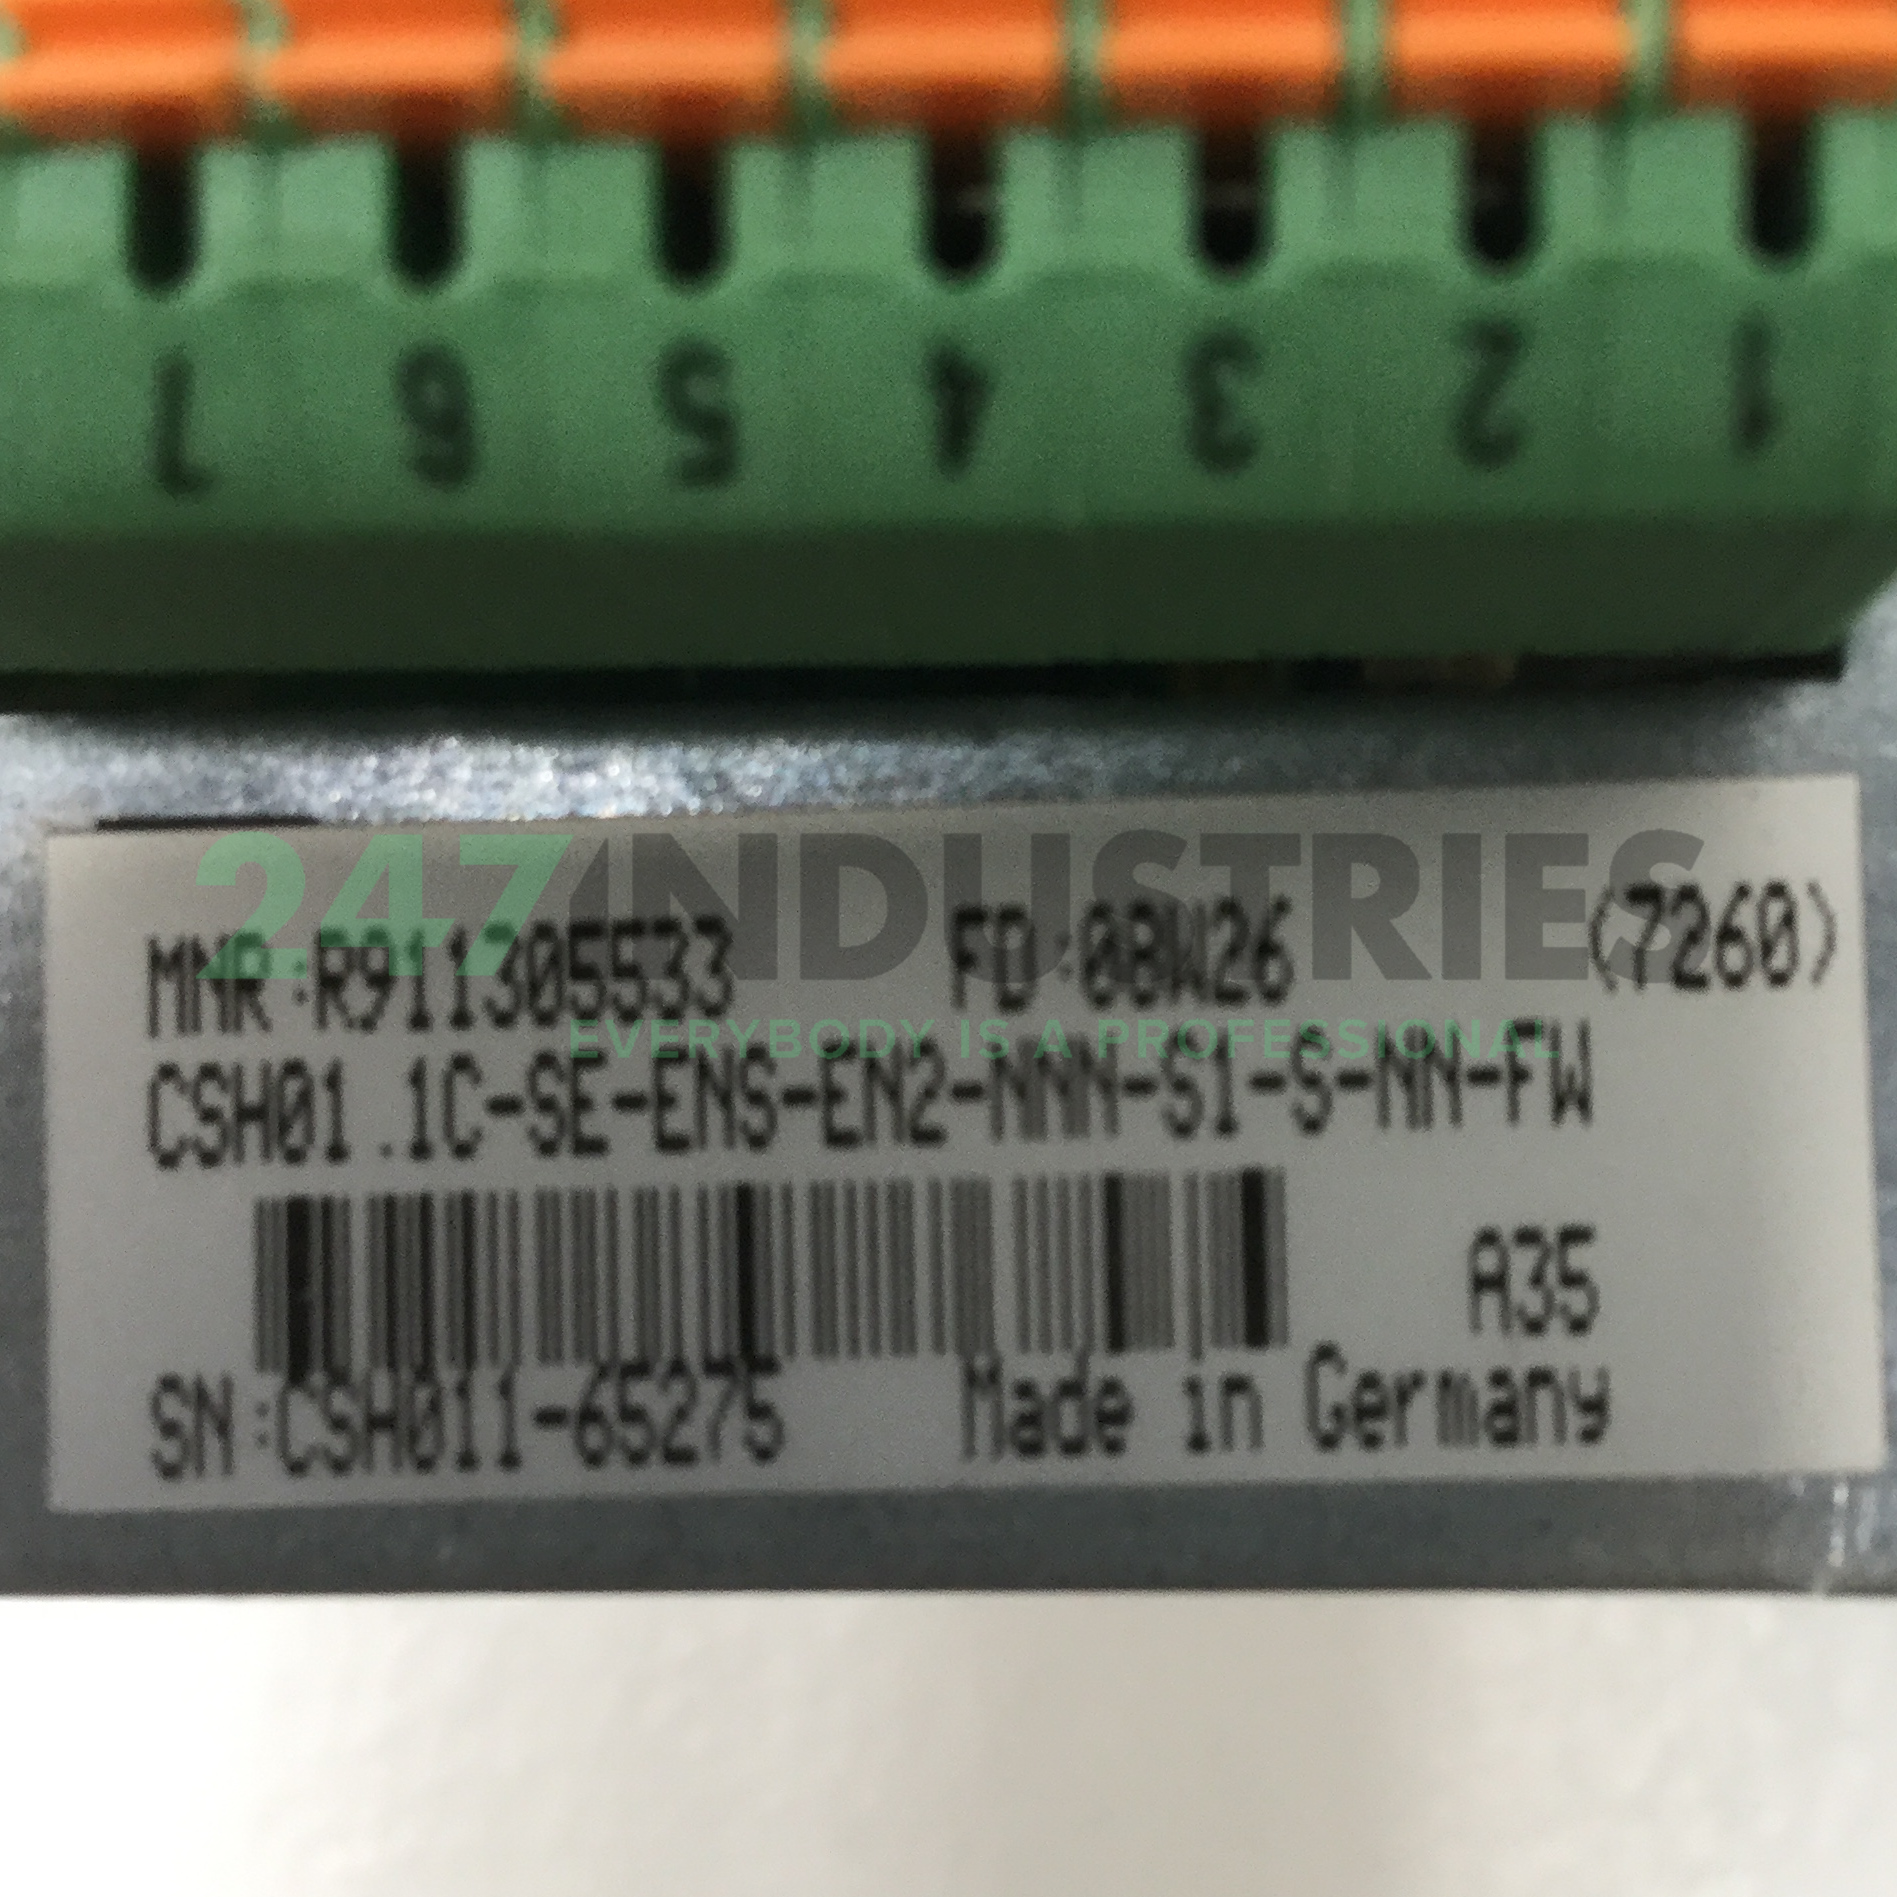 7 6 5 4 3 2 1
247INDUSTRIES
MNR:R911305533 FD:08W26 (7260)
EVERYBODY IS A PROFESSIONAL
CSH01.1C-SE-ENS-EN2-NNN-S1-S-NN-FW
A35
SN:CSH011-65275 Made in Germany